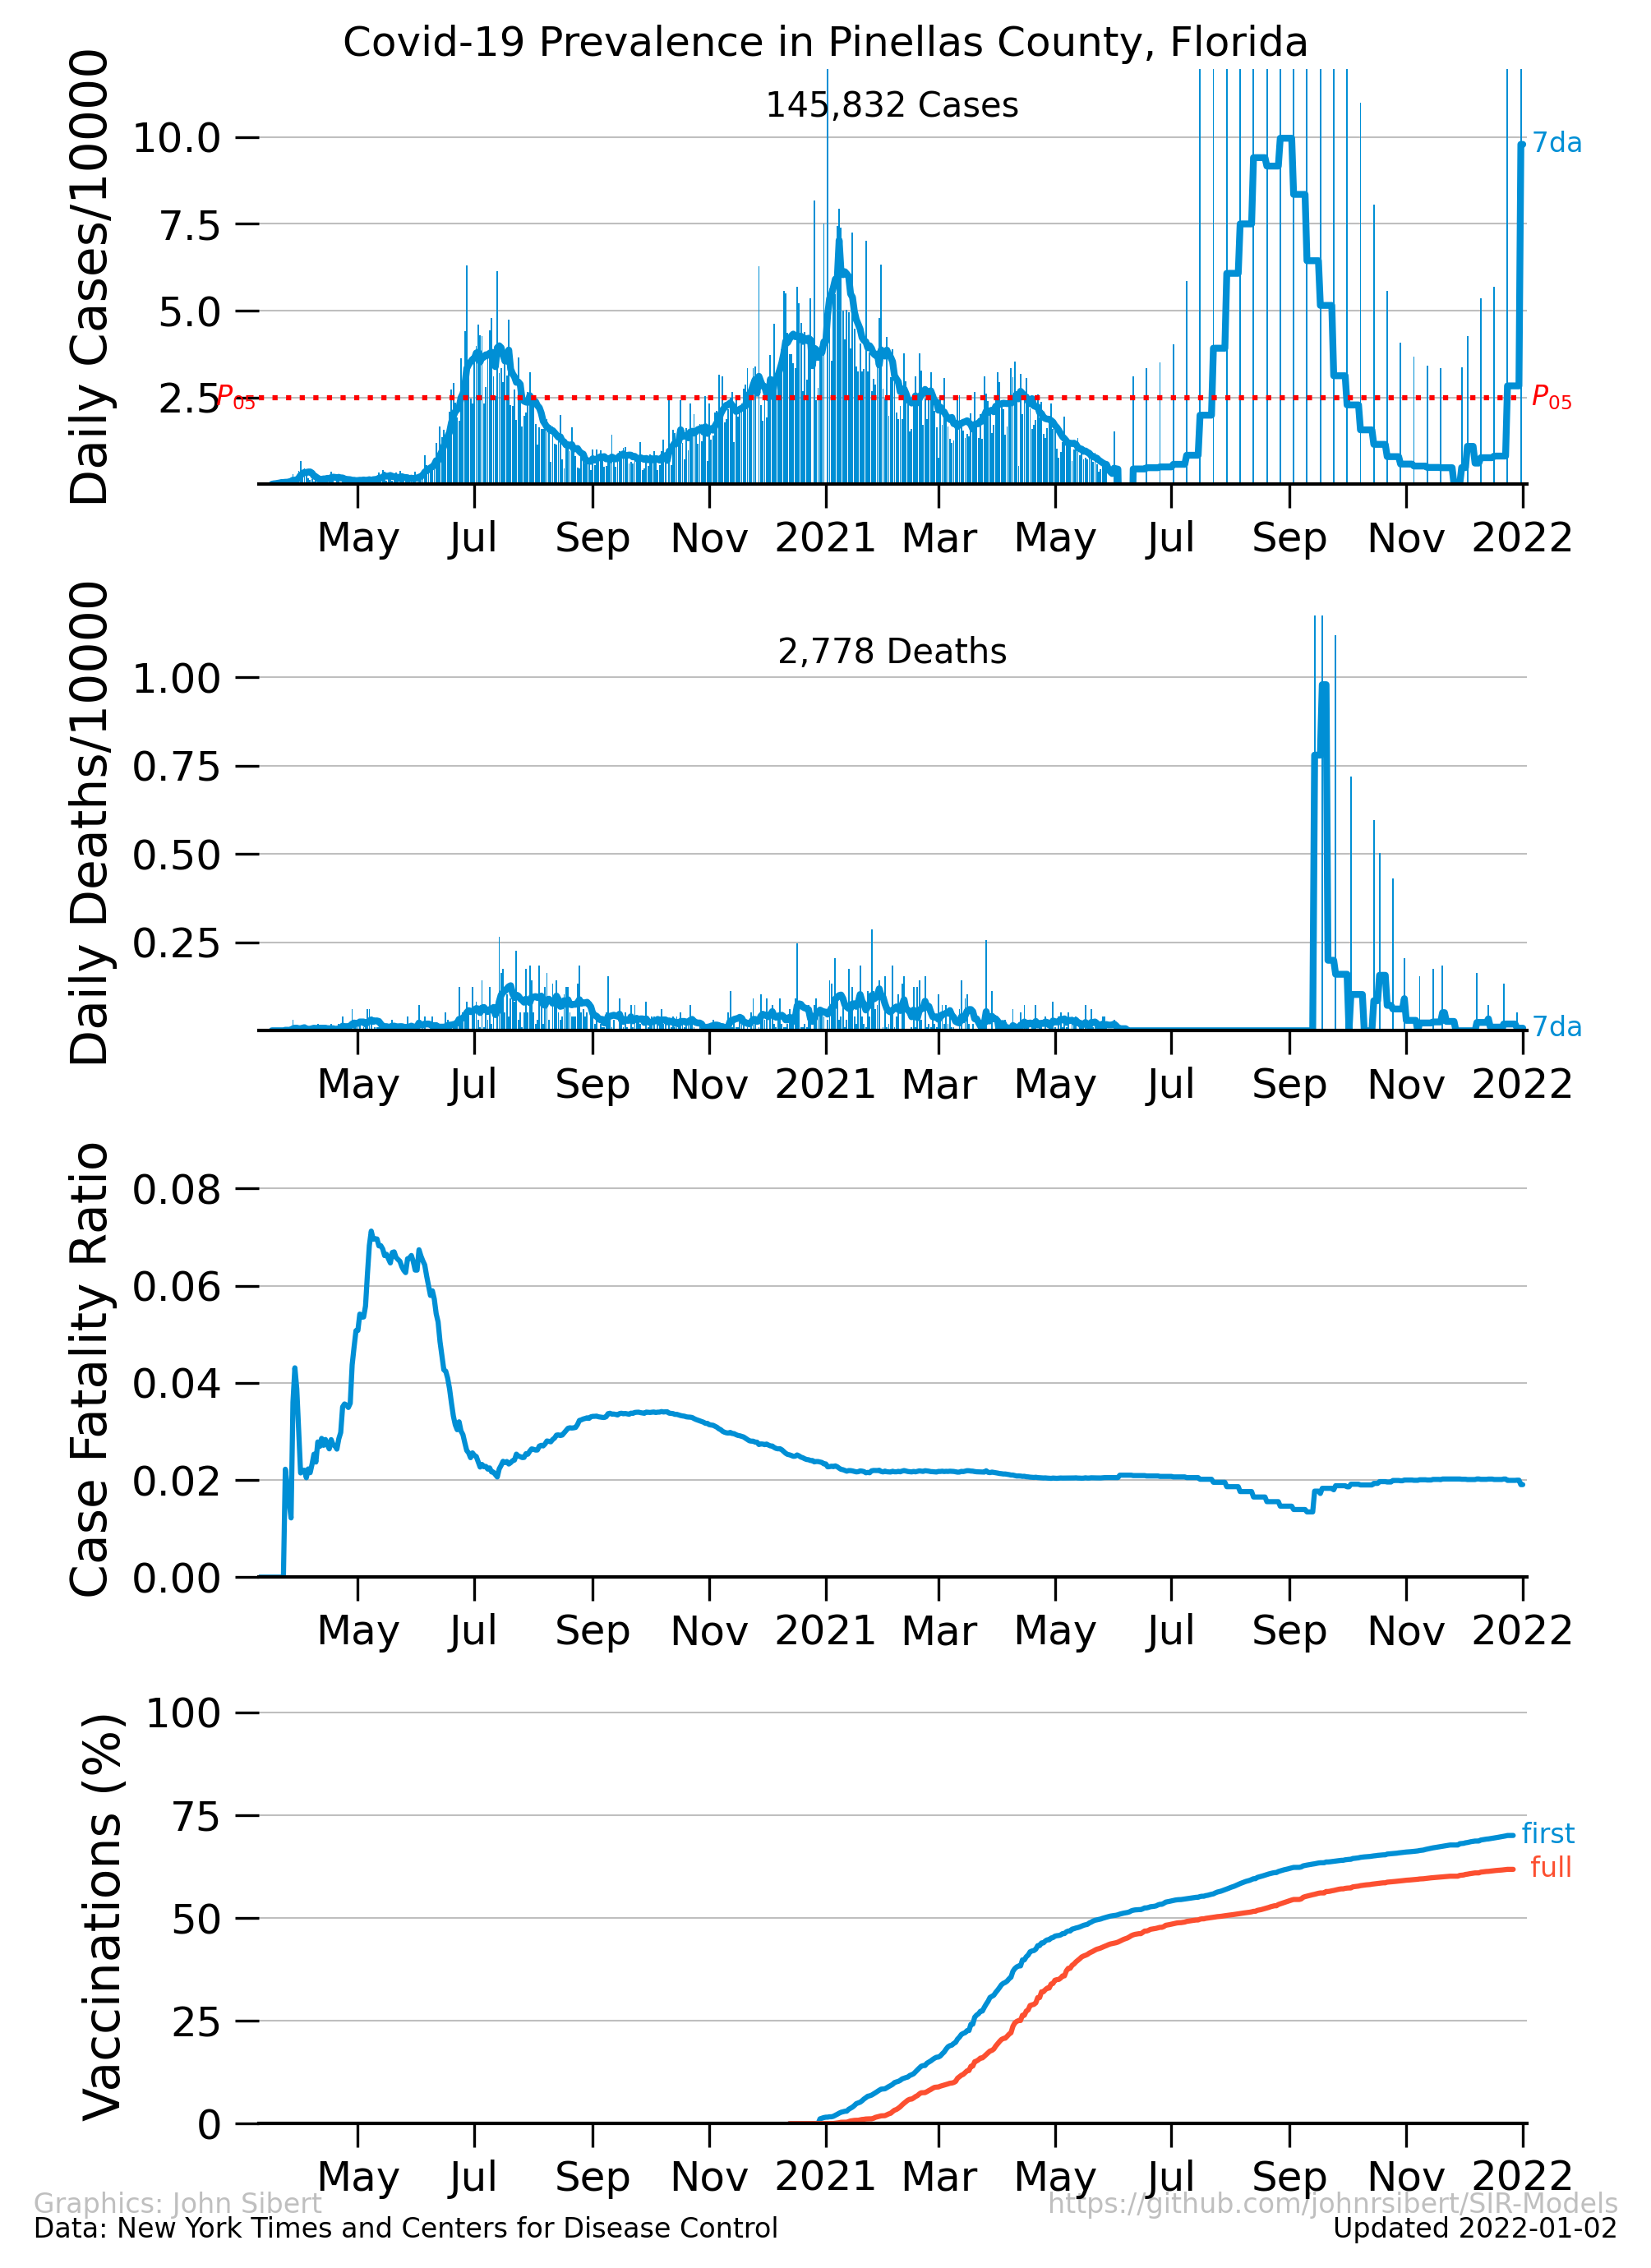 Covid-19 Prevalence in Pinellas County, Florida
Daily Cases/10000
145,832 Cases
10.0
7.5
5.0
2.5
P05
7da
P05
May Jul Sep Nov 2021 Mar May Jul Sep Nov 2022
Daily Deaths/10000
2,778 Deaths
1.00
0.75
0.50
0.25
7da
May Jul Sep Nov 2021 Mar May Jul Sep Nov 2022
Case Fatality Ratio
0.08
0.06
0.04
0.02
0.00
May Jul Sep Nov 2021 Mar May Jul Sep Nov 2022
Vaccinations (%)
100
75
50
25
0
first
full
May Jul Sep Nov 2021 Mar May Jul Sep Nov 2022
Graphics: John Sibert
https://github.com/johnrsibert/SIR-Models
Data: New York Times and Centers for Disease Control
Updated 2022-01-02